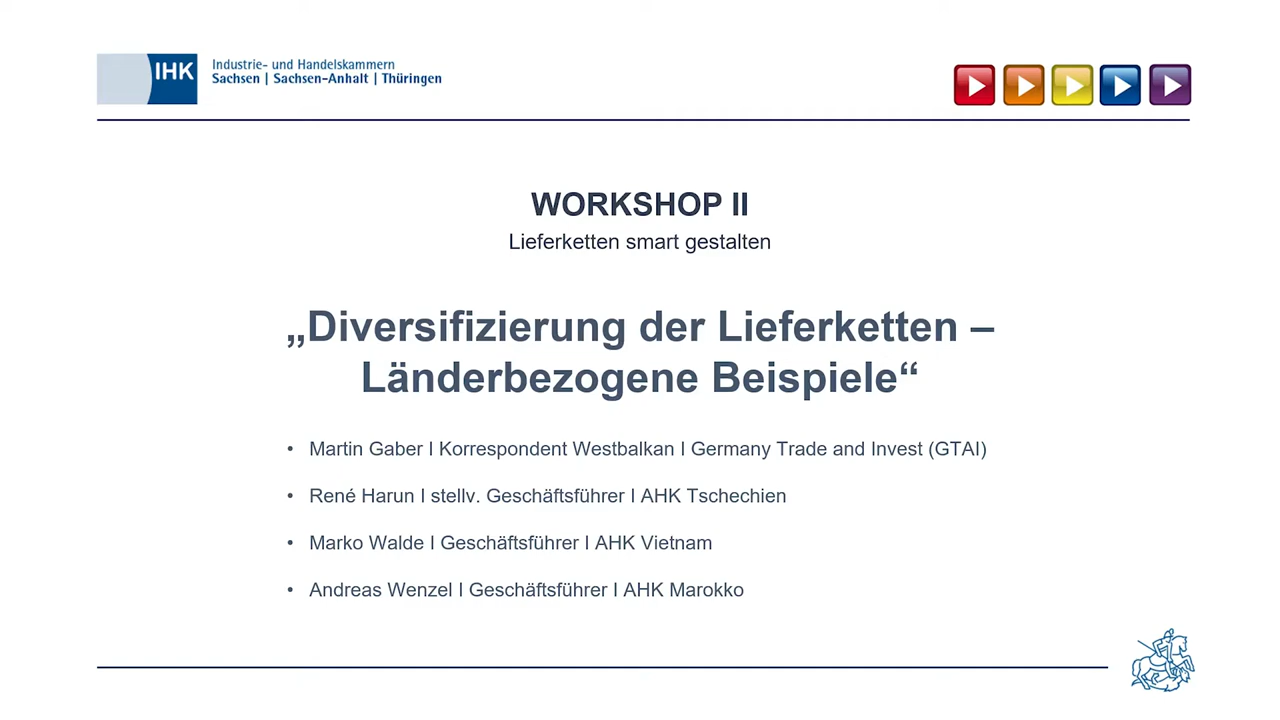 IHK
Industrie- und Handelskammern
Sachsen | Sachsen-Anhalt | Thüringen
WORKSHOP II
Lieferketten smart gestalten
„Diversifizierung der Lieferketten –
Länderbezogene Beispiele“
• Martin Gaber I Korrespondent Westbalkan I Germany Trade and Invest (GTAI)
• René Harun I stellv. Geschäftsführer I AHK Tschechien
• Marko Walde I Geschäftsführer I AHK Vietnam
• Andreas Wenzel I Geschäftsführer I AHK Marokko